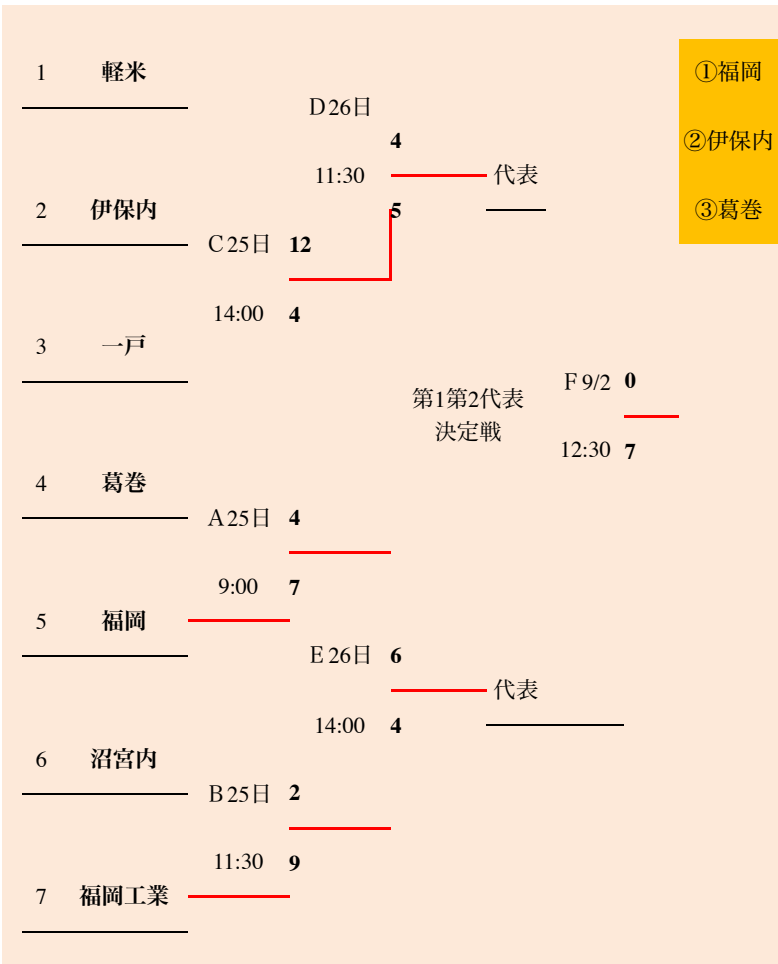 1 軽米
①福岡
D26日
4
②伊保内
11:30
代表
2 伊保内
5
③葛巻
C25日 12
14:00 4
3 一戸
F9/2 0
第1第2代表
決定戦
12:30 7
4 葛巻
A25日 4
9:00 7
5 福岡
E26日 6
代表
14:00 4
6 沼宮内
B25日 2
11:30 9
7 福岡工業